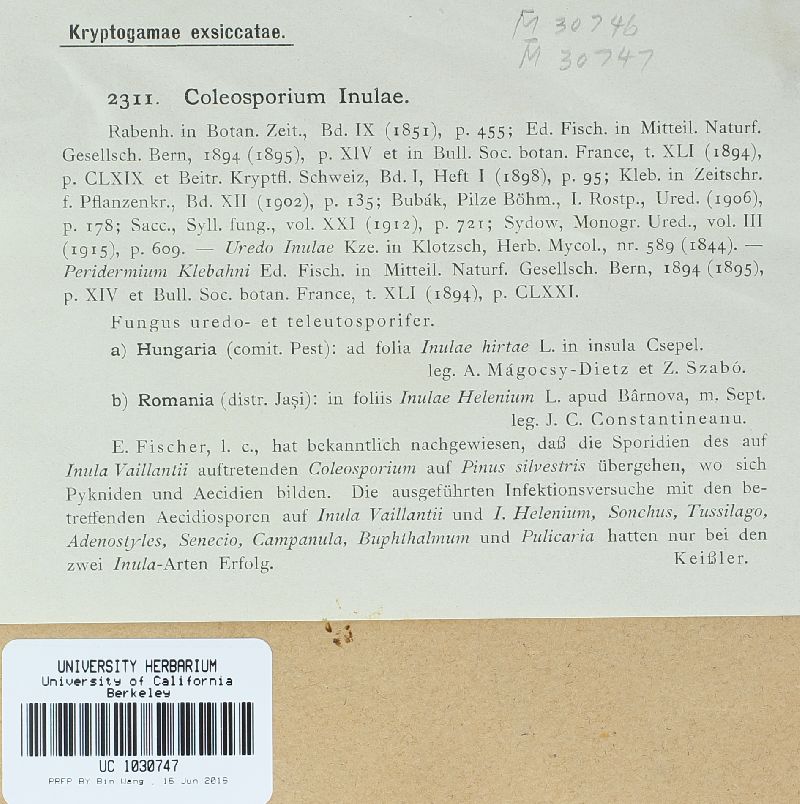 Kryptogamae exsiccatae.
M 30746
M 30747
2311. Coleosporium Inulae.
Rabenh. in Botan. Zeit., Bd. IX (1851), p. 455; Ed. Fisch. in Mitteil. Naturf.
Gesellsch. Bern, 1894 (1895), p. XIV et in Bull. Soc. botan. France, t. XLI (1894),
p. CLXIX et Beitr. Kryptfl. Schweiz, Bd. I, Heft I (1898), p. 95; Kleb. in Zeitschr.
f. Pflanzenkr., Bd. XII (1902), p. 135; Bubák, Pilze Böhm., I. Rostp., Ured. (1906),
p. 178; Sacc., Syll. fung., vol. XXI (1912), p. 721; Sydow, Monogr. Ured., vol. III
(1915), p. 609. — Uredo Inulae Kze. in Klotzsch, Herb. Mycol., nr. 589 (1844). —
Peridermium Klebahni Ed. Fisch. in Mitteil. Naturf. Gesellsch. Bern, 1894 (1895),
p. XIV et Bull. Soc. botan. France, t. XLI (1894), p. CLXXI.
Fungus uredo- et teleutosporifer.
a) Hungaria (comit. Pest): ad folia Inulae hirtae L. in insula Csepel.
leg. A. Mágocsy-Dietz et Z. Szabó.
b) Romania (distr. Jaşi): in foliis Inulae Helenium L. apud Bârnova, m. Sept.
leg. J. C. Constantineanu.
E. Fischer, l. c., hat bekanntlich nachgewiesen, daß die Sporidien des auf
Inula Vaillantii auftretenden Coleosporium auf Pinus silvestris übergehen, wo sich
Pykniden und Aecidien bilden. Die ausgeführten Infektionsversuche mit den be-
treffenden Aecidiosporen auf Inula Vaillantii und I. Helenium, Sonchus, Tussilago,
Adenostyles, Senecio, Campanula, Buphthalmum und Pulicaria hatten nur bei den
zwei Inula-Arten Erfolg. Keißler.
UNIVERSITY HERBARIUM
University of California
Berkeley
UC 1030747
PREP BY Bin Wang , 15 Jun 2015